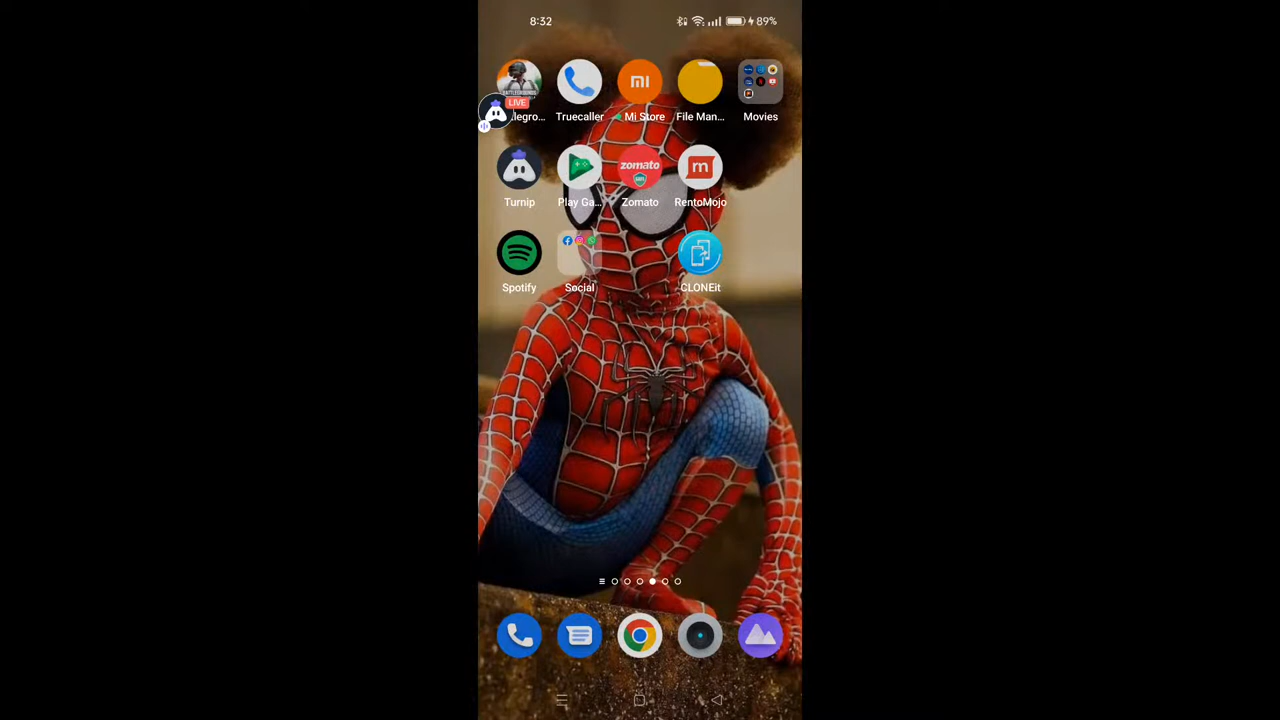 8:32
89%
LIVE
legro...
Truecaller
Mi Store
File Man...
Movies
Turnip
Play Ga...
zomato
Zomato
m
RentoMojo
Spotify
Social
CLONEit